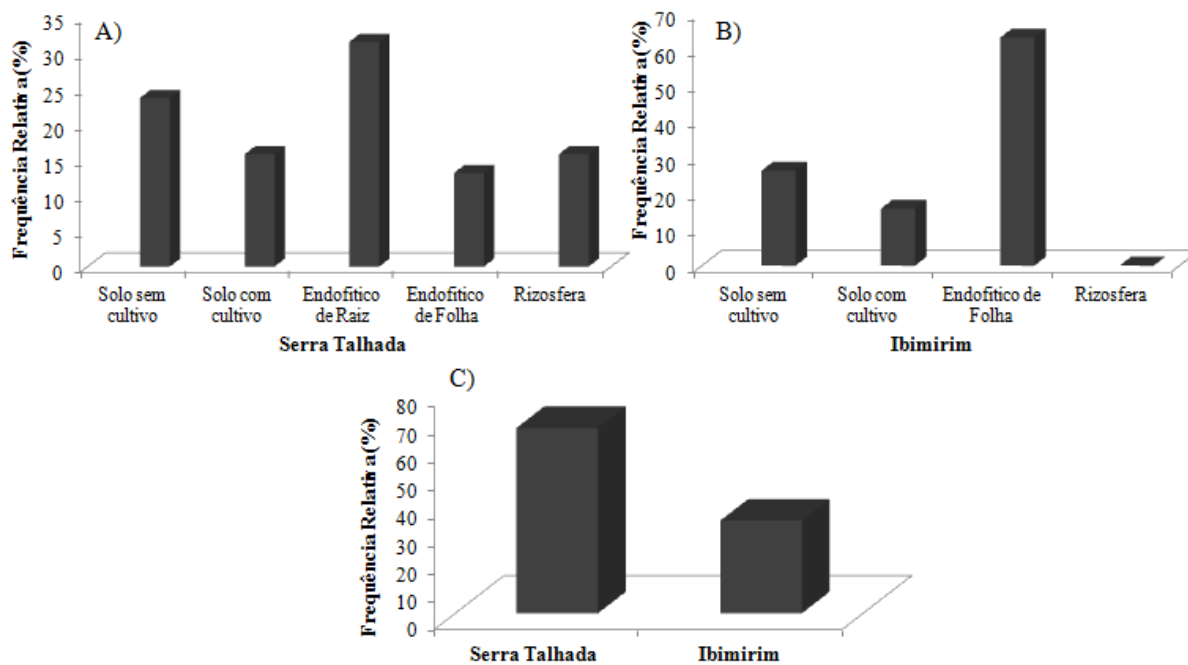 A)
Frequência Relativa (%)
35
30
25
20
15
10
5
0
Solo sem cultivo
Solo com cultivo
Endofítico de Raiz
Endofítico de Folha
Rizosfera
Serra Talhada
B)
Frequência Relativa (%)
70
60
50
40
30
20
10
0
Solo sem cultivo
Solo com cultivo
Endofítico de Folha
Rizosfera
Ibimirim
C)
Frequência Relativa (%)
80
70
60
50
40
30
20
10
0
Serra Talhada
Ibimirim